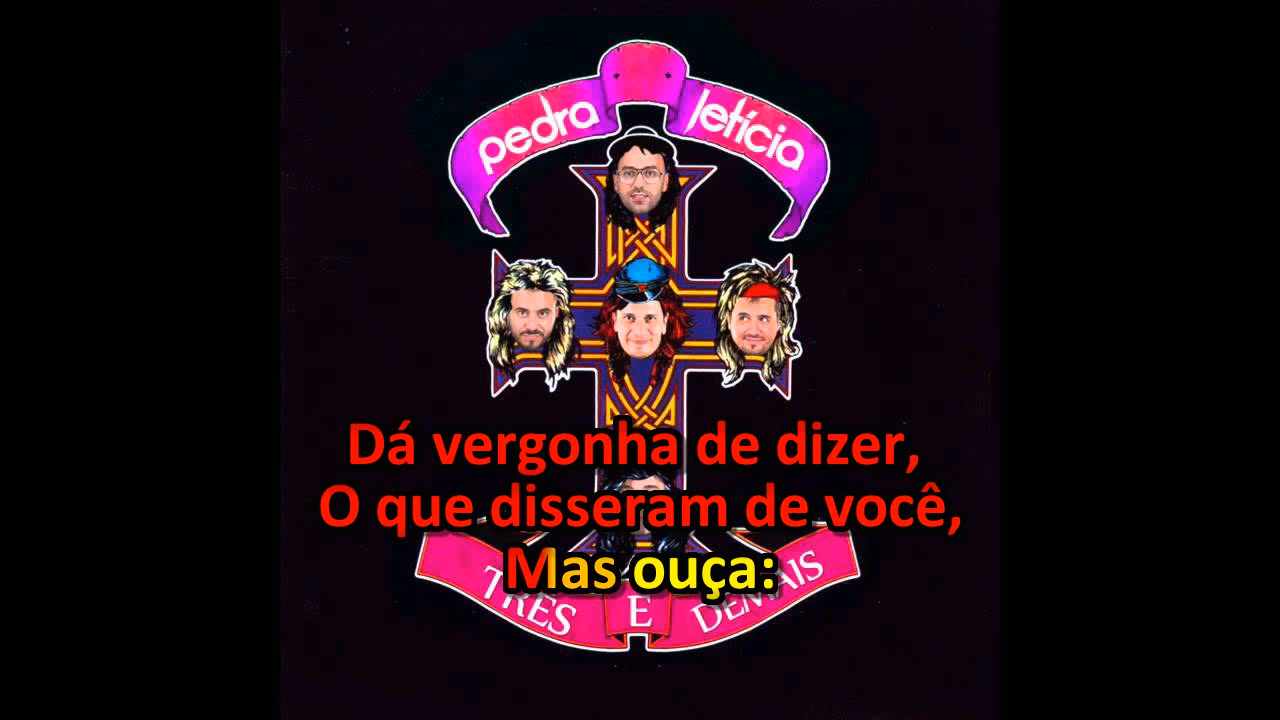 pedra letícia
Dá vergonha de dizer,
O que disseram de você,
Mas ouça:
TRÊS E DEMAIS